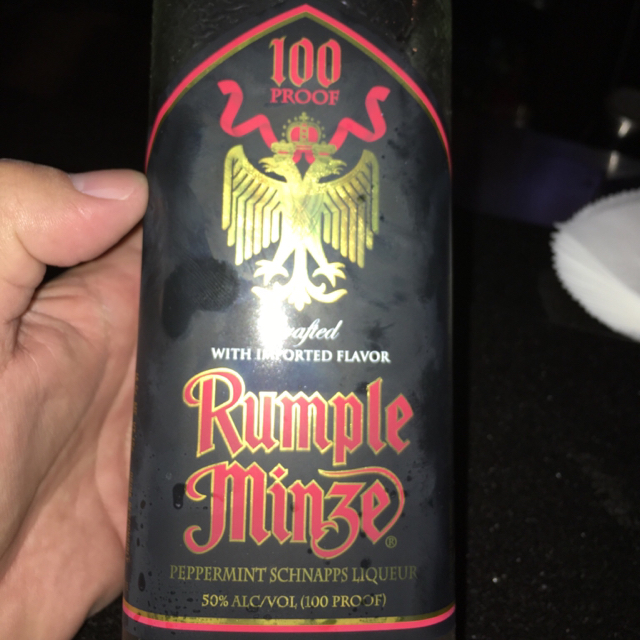 100
PROOF
WITH IMPORTED FLAVOR
Rumple
Minze®
PEPPERMINT SCHNAPPS LIQUEUR
50% ALC/VOL (100 PROOF)